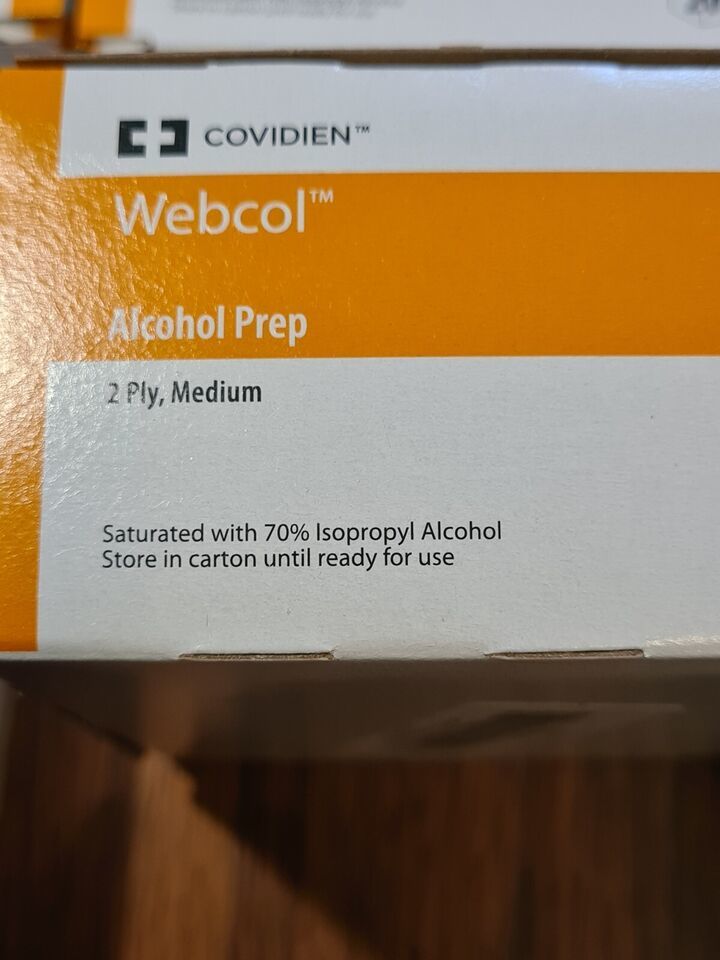 COVIDIEN™
Webcol™
Alcohol Prep
2 Ply, Medium
Saturated with 70% Isopropyl Alcohol
Store in carton until ready for use